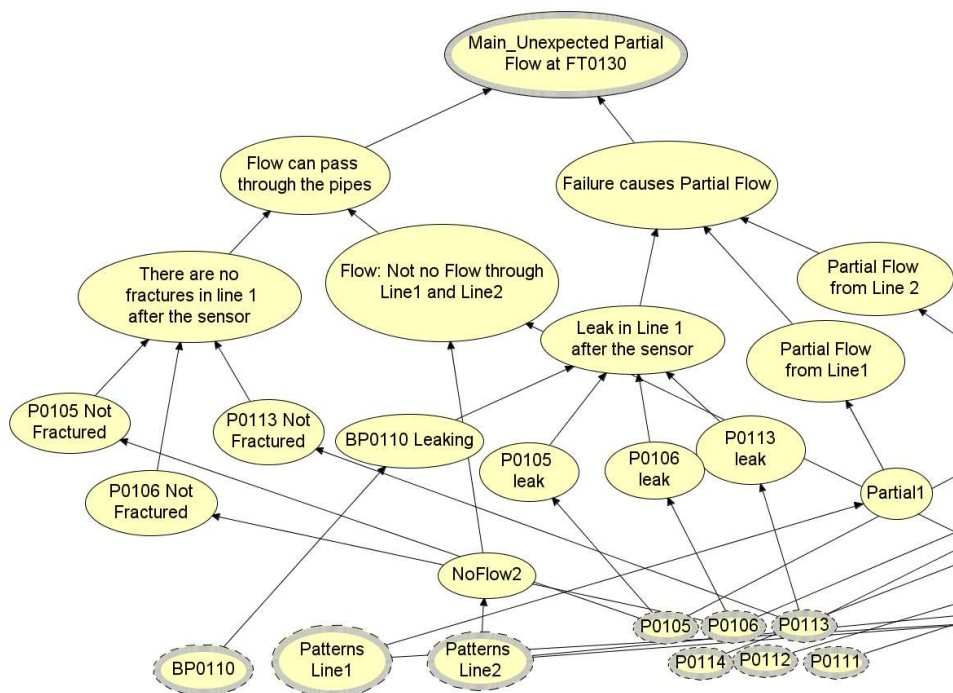 Main_Unexpected Partial
Flow at FT0130
Flow can pass
through the pipes
Failure causes Partial Flow
There are no
fractures in line 1
after the sensor
Flow: Not no Flow through
Line1 and Line2
Partial Flow
from Line 2
Leak in Line 1
after the sensor
Partial Flow
from Line1
P0105 Not
Fractured
P0113 Not
Fractured
BP0110 Leaking
P0113
leak
P0105
leak
P0106
leak
P0106 Not
Fractured
Partial1
NoFlow2
P0105
P0106
P0113
BP0110
Patterns
Line1
Patterns
Line2
P0114
P0112
P0111